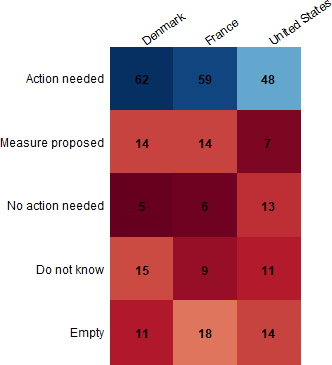 Denmark France United States
Action needed 62 59 48
Measure proposed 14 14 7
No action needed 5 6 13
Do not know 15 9 11
Empty 11 18 14